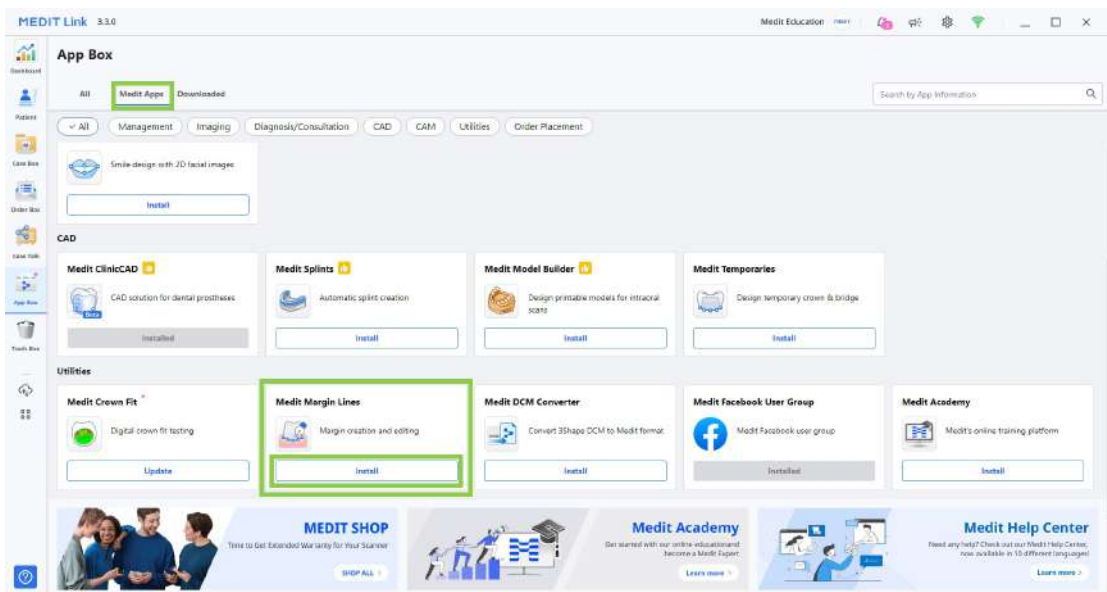 MEDIT Link 3.3.0
Medit Education
App Box
All Medit Apps Downloaded
Search by App Information
All Management Imaging Diagnosis/Consultation CAD CAM Utilities Order Placement
Dashboard
Patient
Case Box
Order Box
Case Talk
App Box
Trash Box
Smile design with 2D facial images
Install
CAD
Medit ClinicCAD
CAD solution for dental prostheses
Beta
Installed
Medit Splints
Automatic splint creation
Install
Medit Model Builder
Design printable models for intraoral
scans
Install
Medit Temporaries
Design temporary crown & bridge
Install
Utilities
Medit Crown Fit
Digital crown fit testing
Update
Medit Margin Lines
Margin creation and editing
Install
Medit DCM Converter
Convert 3Shape DCM to Medit format.
Install
Medit Facebook User Group
Medit Facebook user group
Installed
Medit Academy
Medit's online training platform
Install
MEDIT SHOP
Time to Get Extended Warranty for Your Scanner
SHOP ALL
Medit Academy
Get started with our online education and
become a Medit Expert
Learn more
Medit Help Center
Need any help? Check out our Medit Help Center,
now available in 10 different languages!
Learn more